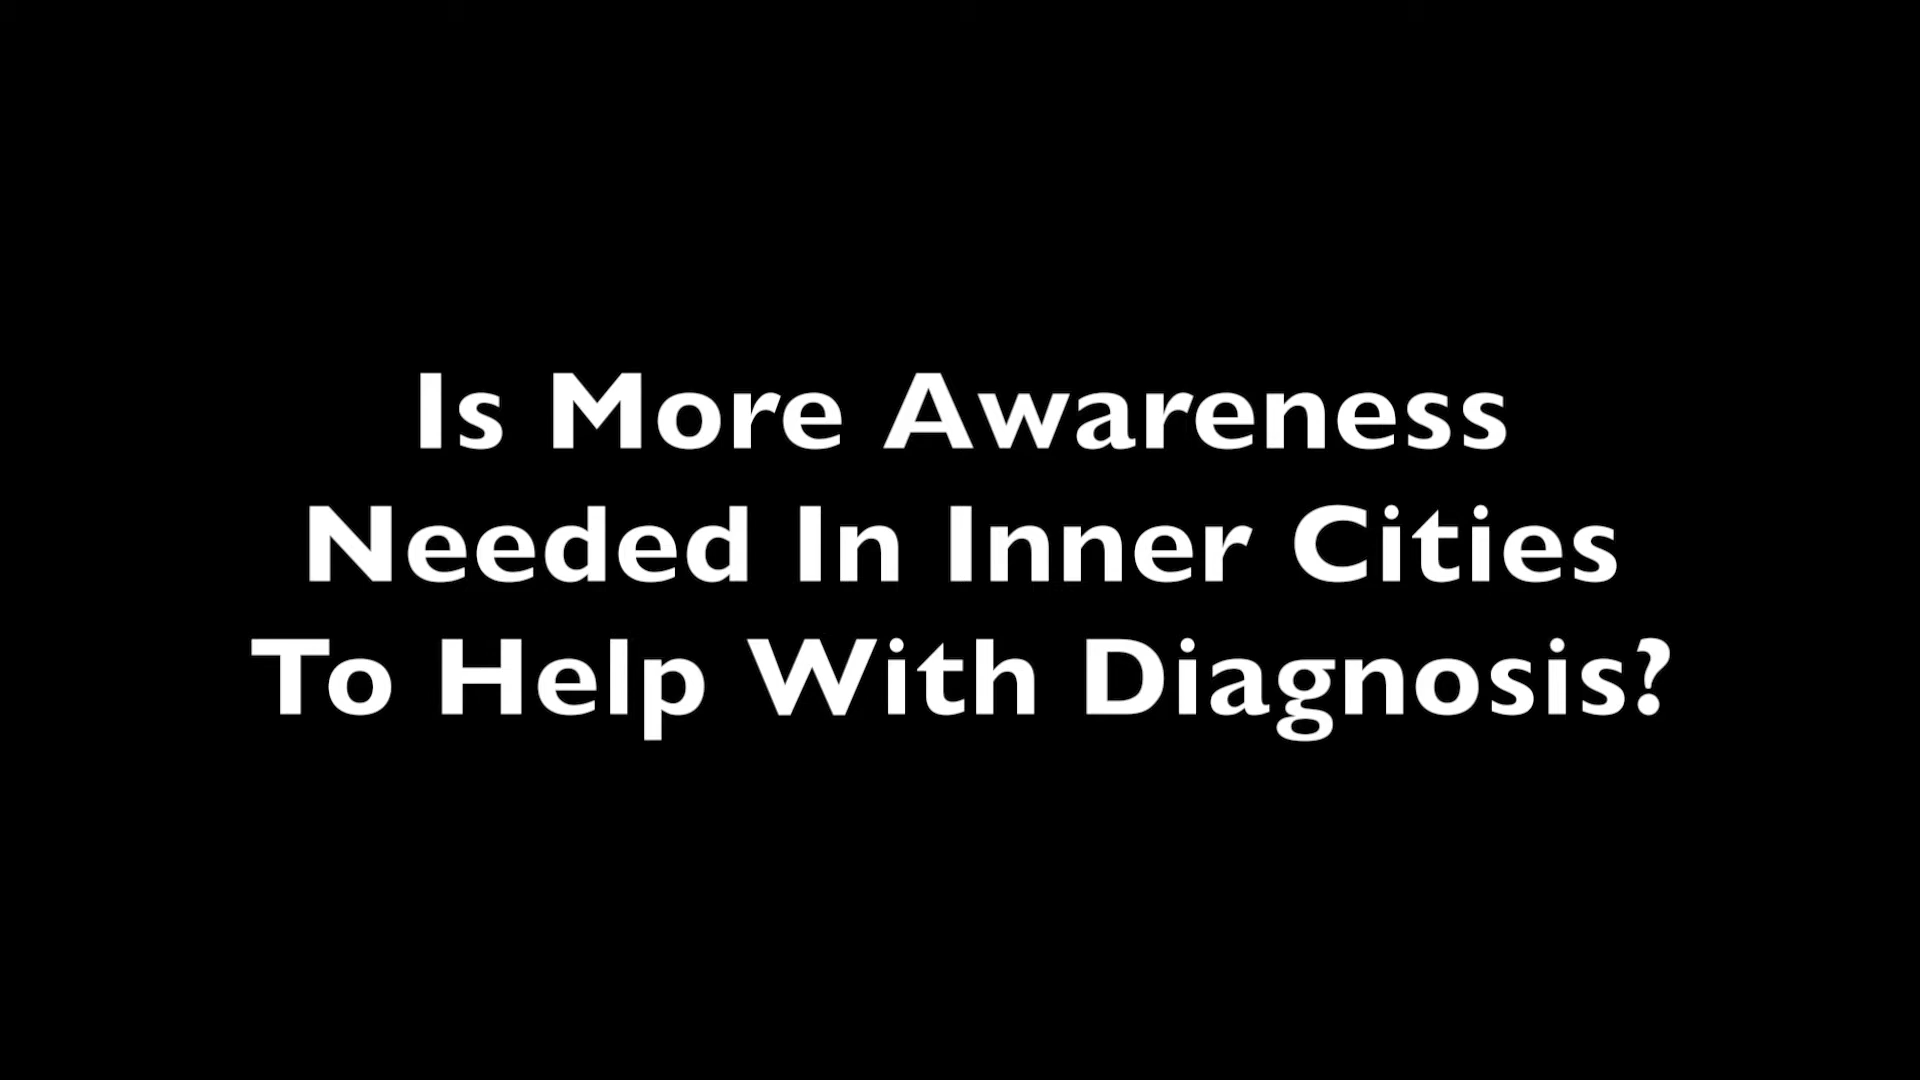 Is More Awareness
Needed In Inner Cities
To Help With Diagnosis?